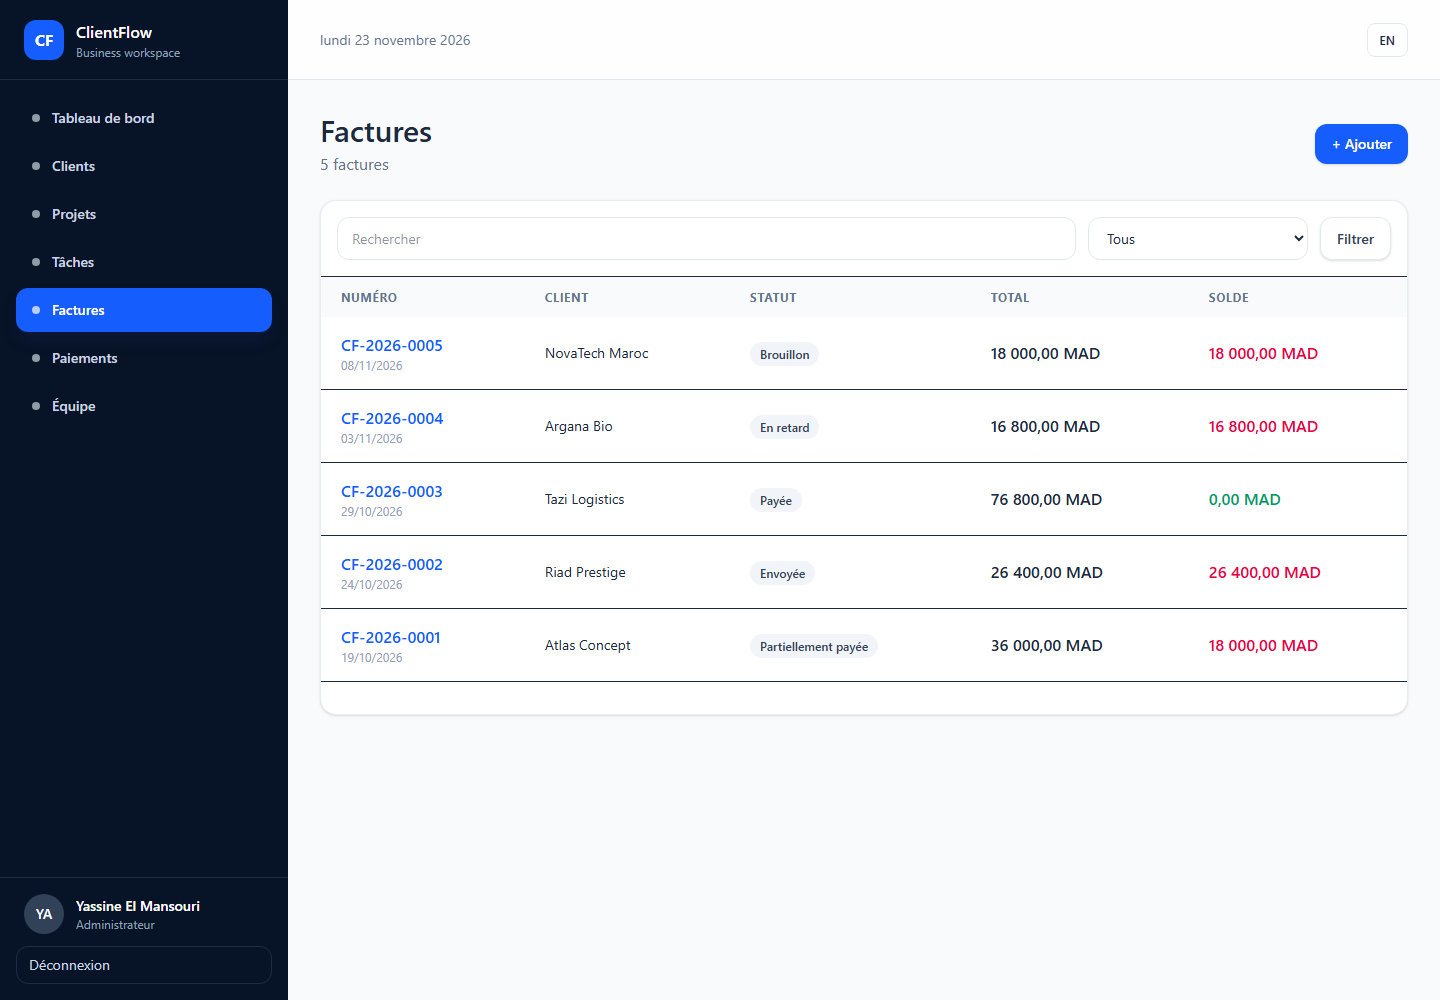 CF
ClientFlow
Business workspace
Tableau de bord
Clients
Projets
Tâches
Factures
Paiements
Équipe
YA
Yassine El Mansouri
Administrateur
Déconnexion
lundi 23 novembre 2026
EN
Factures
5 factures
+ Ajouter
Rechercher
Tous
Filtrer
NUMÉRO CLIENT STATUT TOTAL SOLDE
CF-2026-0005 NovaTech Maroc Brouillon 18 000,00 MAD 18 000,00 MAD
08/11/2026
CF-2026-0004 Argana Bio En retard 16 800,00 MAD 16 800,00 MAD
03/11/2026
CF-2026-0003 Tazi Logistics Payée 76 800,00 MAD 0,00 MAD
29/10/2026
CF-2026-0002 Riad Prestige Envoyée 26 400,00 MAD 26 400,00 MAD
24/10/2026
CF-2026-0001 Atlas Concept Partiellement payée 36 000,00 MAD 18 000,00 MAD
19/10/2026